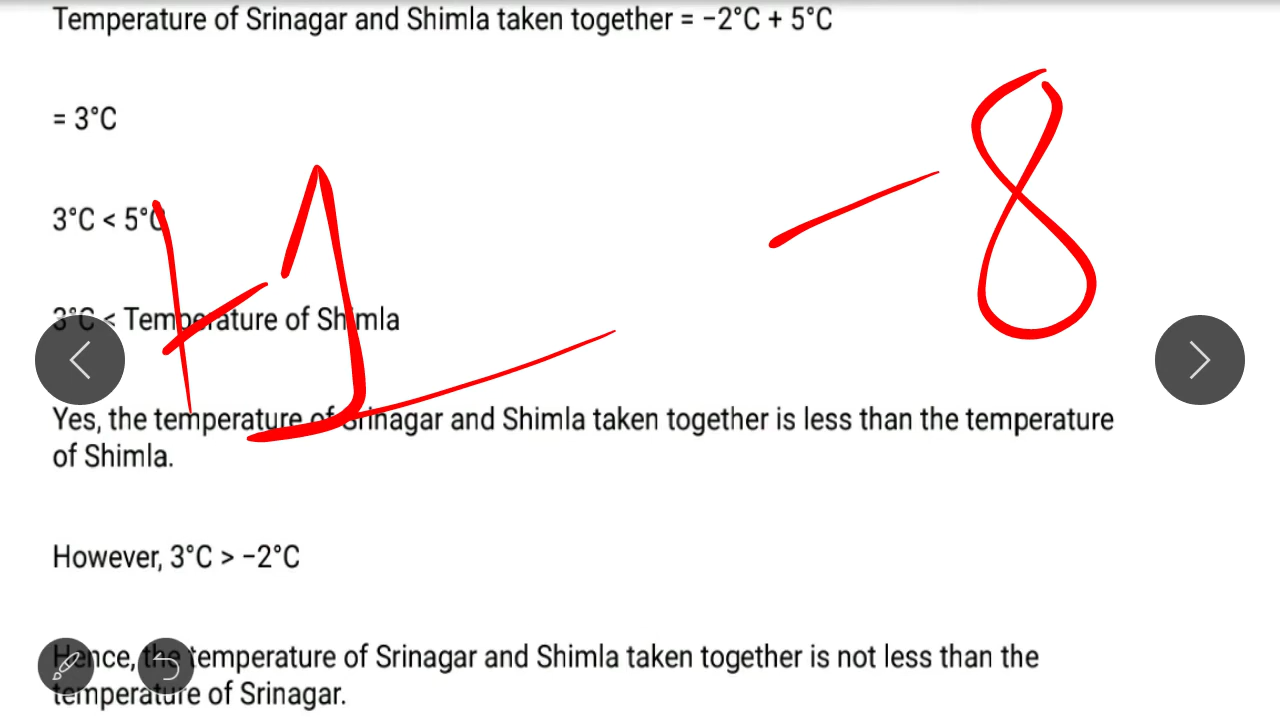 Temperature of Srinagar and Shimla taken together = −2°C + 5°C
= 3°C
3°C < 5°C
3°C < Temperature of Shimla
+1
−8
Yes, the temperature of Srinagar and Shimla taken together is less than the temperature
of Shimla.
However, 3°C > −2°C
Hence, the temperature of Srinagar and Shimla taken together is not less than the
temperature of Srinagar.